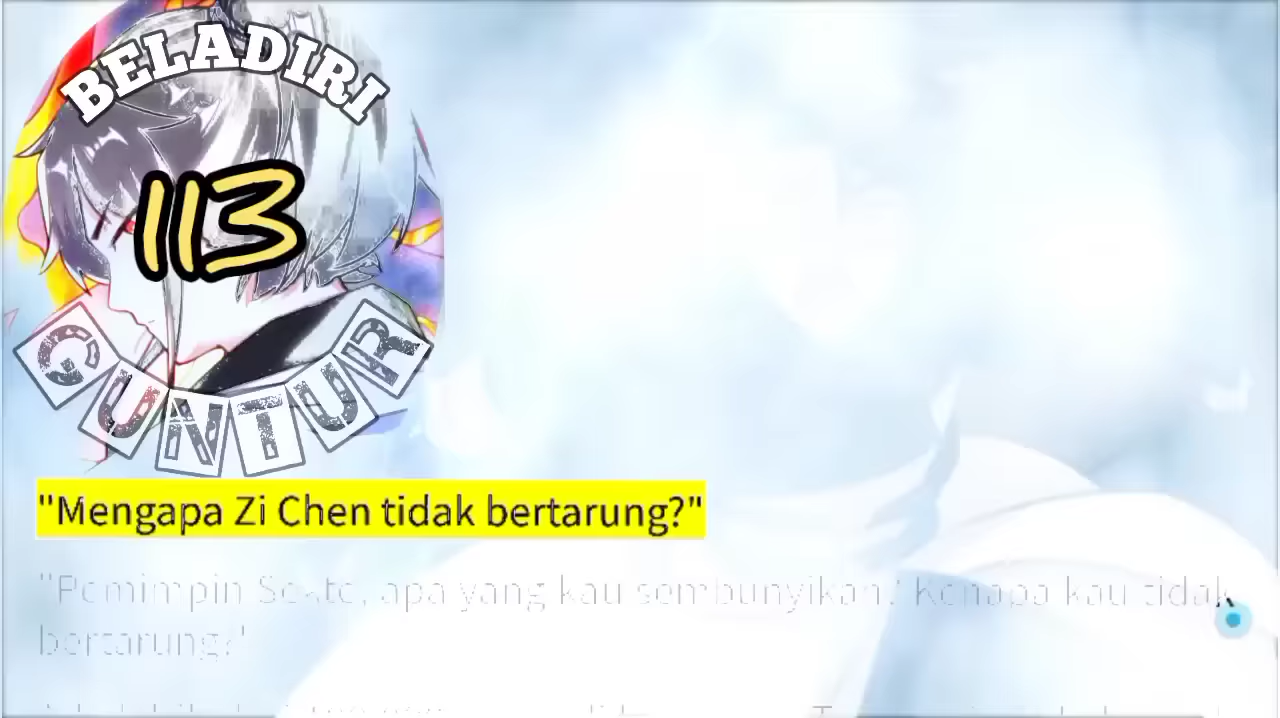 BELADIRI
113
GUNTUR
"Mengapa Zi Chen tidak bertarung?"
"Pemimpin Sekte, apa yang kau sembunyikan? Kenapa kau tidak
bertarung?"